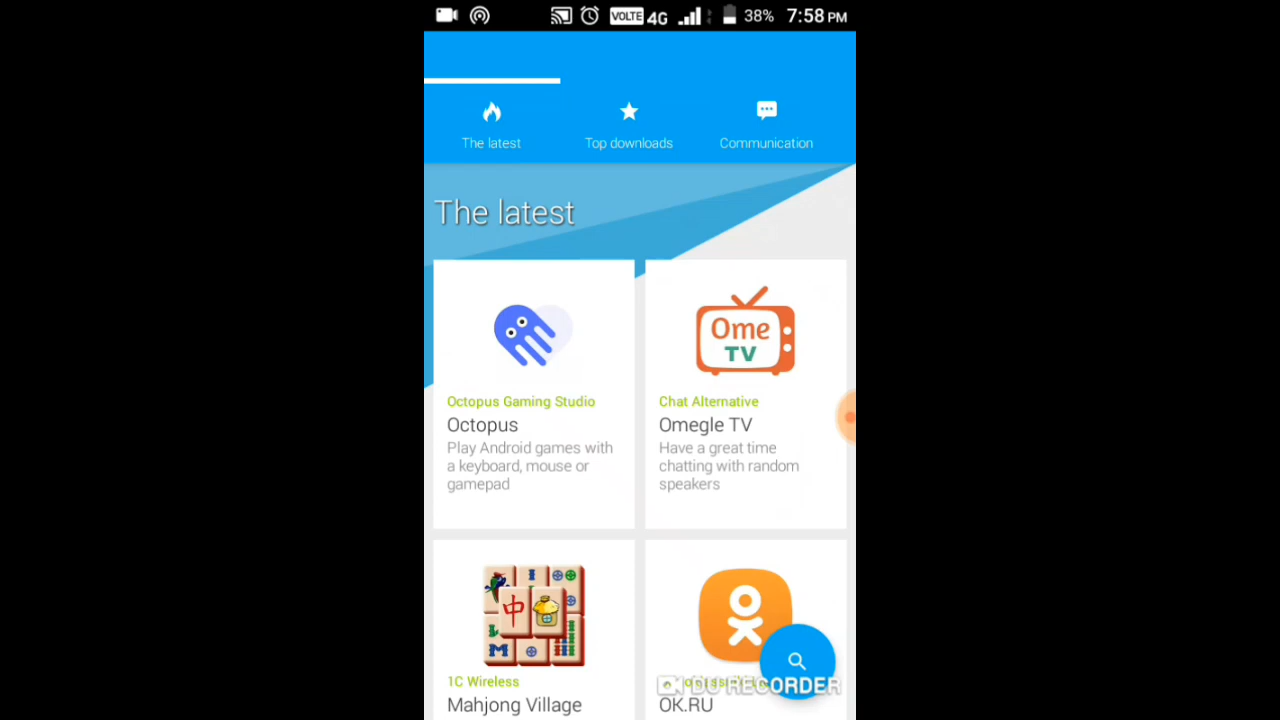 VOLTE 4G 38% 7:58 PM
The latest
Top downloads
Communication
The latest
Ome
TV
Octopus Gaming Studio
Octopus
Play Android games with
a keyboard, mouse or
gamepad
Chat Alternative
Omegle TV
Have a great time
chatting with random
speakers
中
1C Wireless
Mahjong Village
OK.RU
DU RECORDER